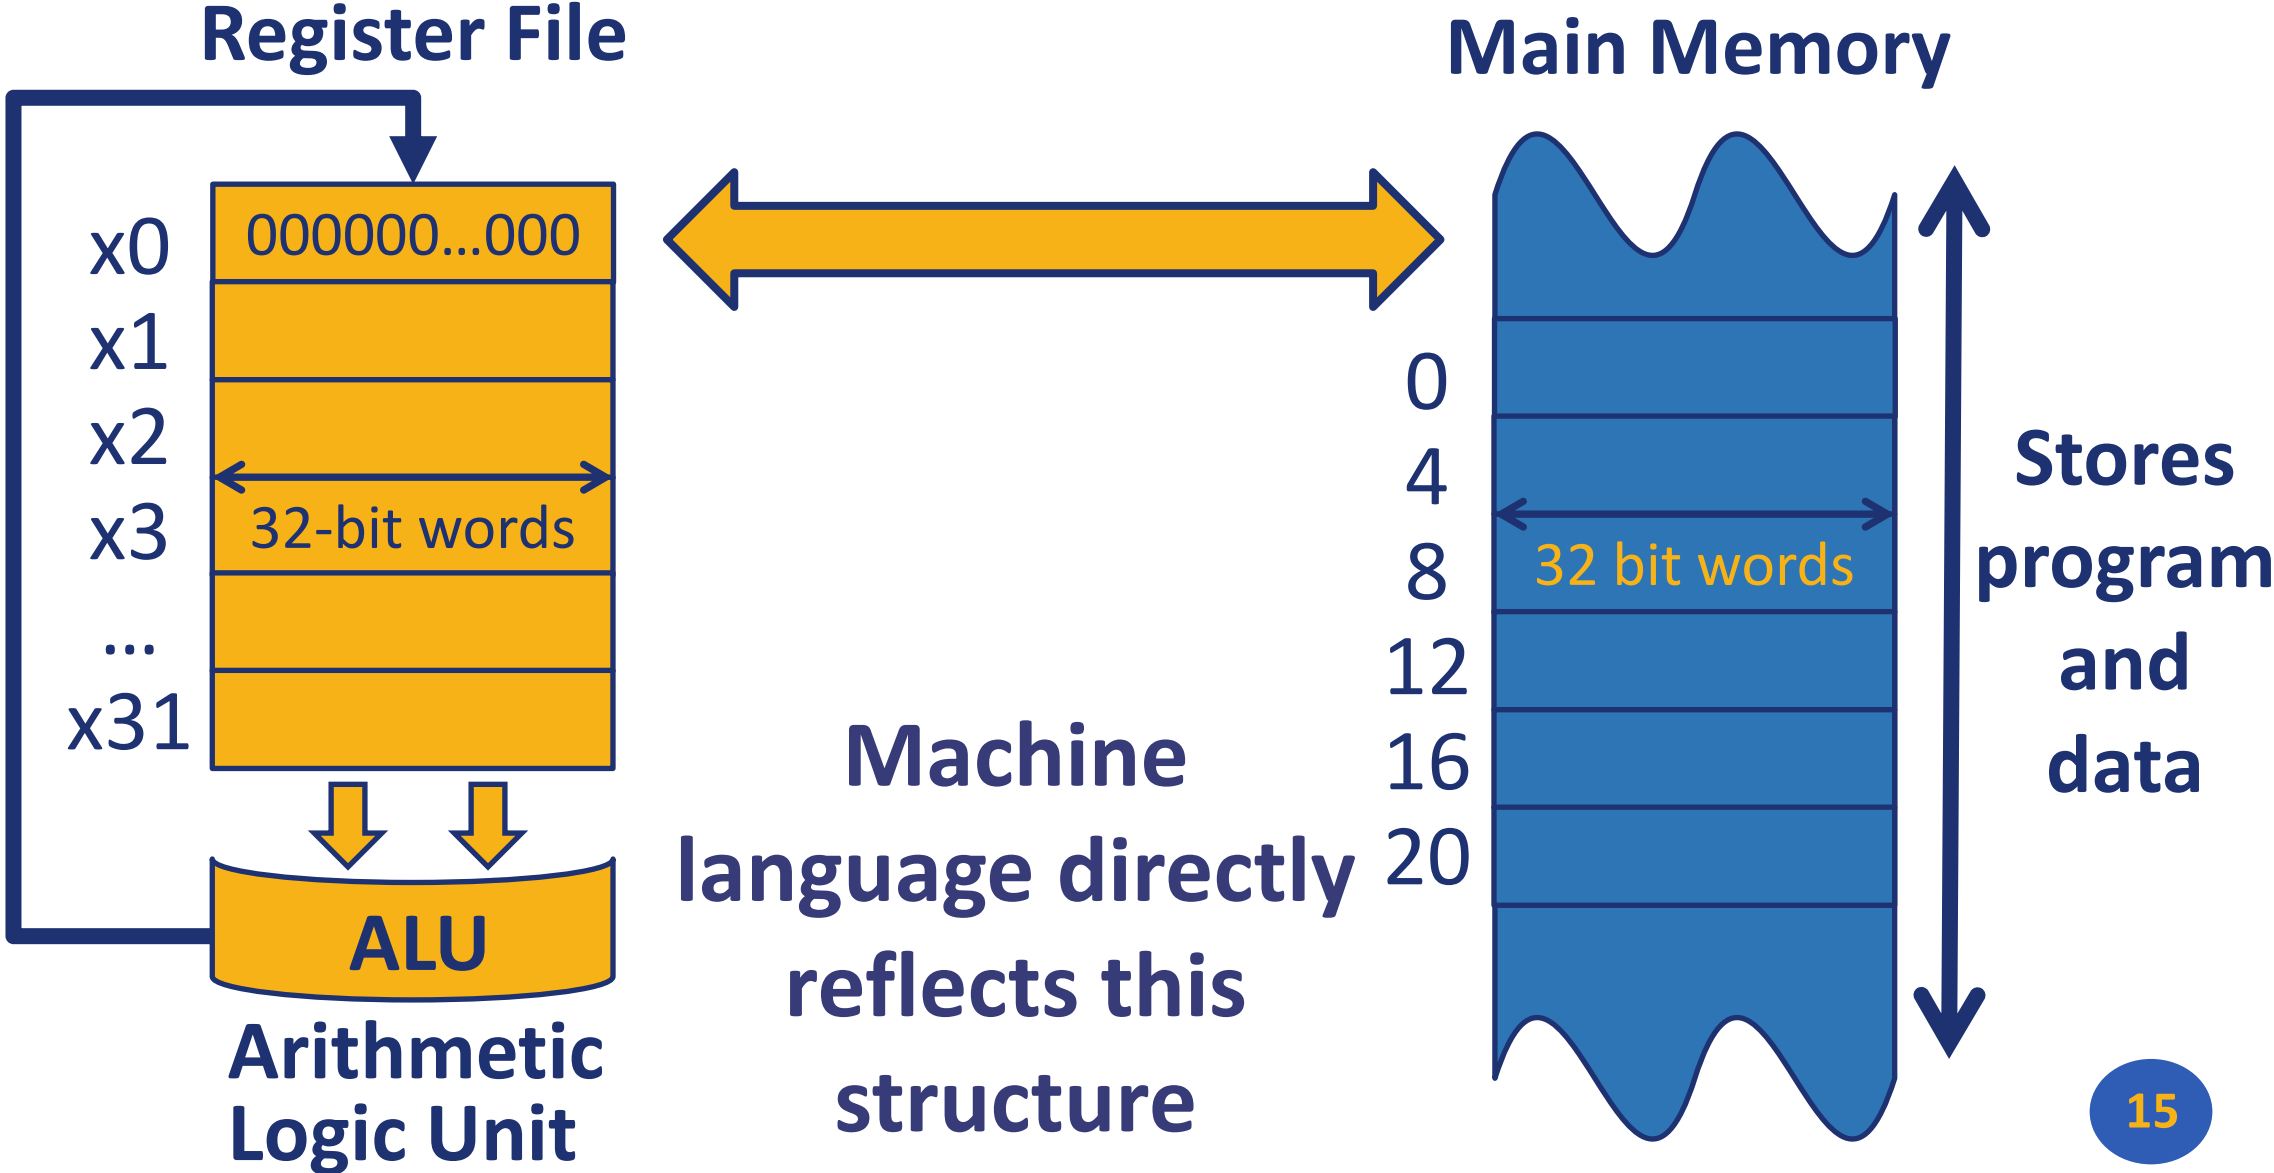 Register File
Main Memory
x0
000000...000
x1
x2
x3
32-bit words
...
x31
ALU
Arithmetic
Logic Unit
Machine
language directly
reflects this
structure
0
4
8
32 bit words
12
16
20
Stores
program
and
data
15